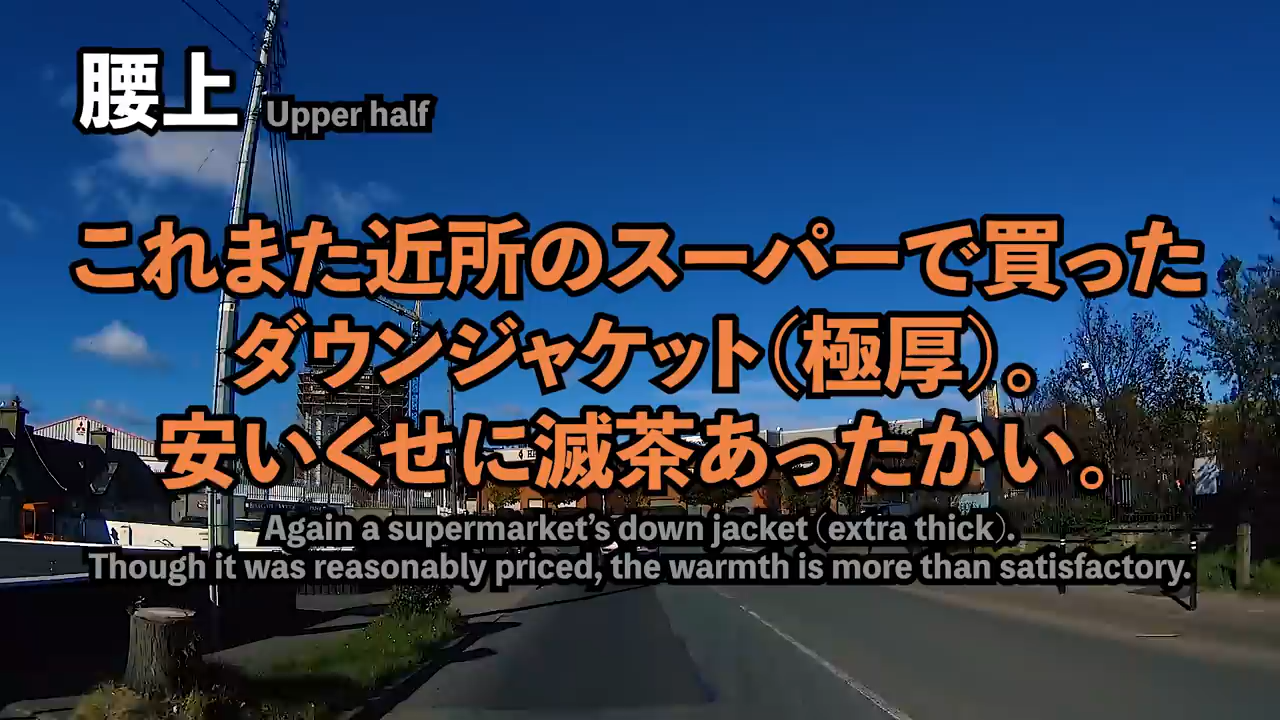 腰上 Upper half
これまた近所のスーパーで買った
ダウンジャケット（極厚）。
安いくせに滅茶あったかい。
Again a supermarket's down jacket（extra thick）.
Though it was reasonably priced, the warmth is more than satisfactory.